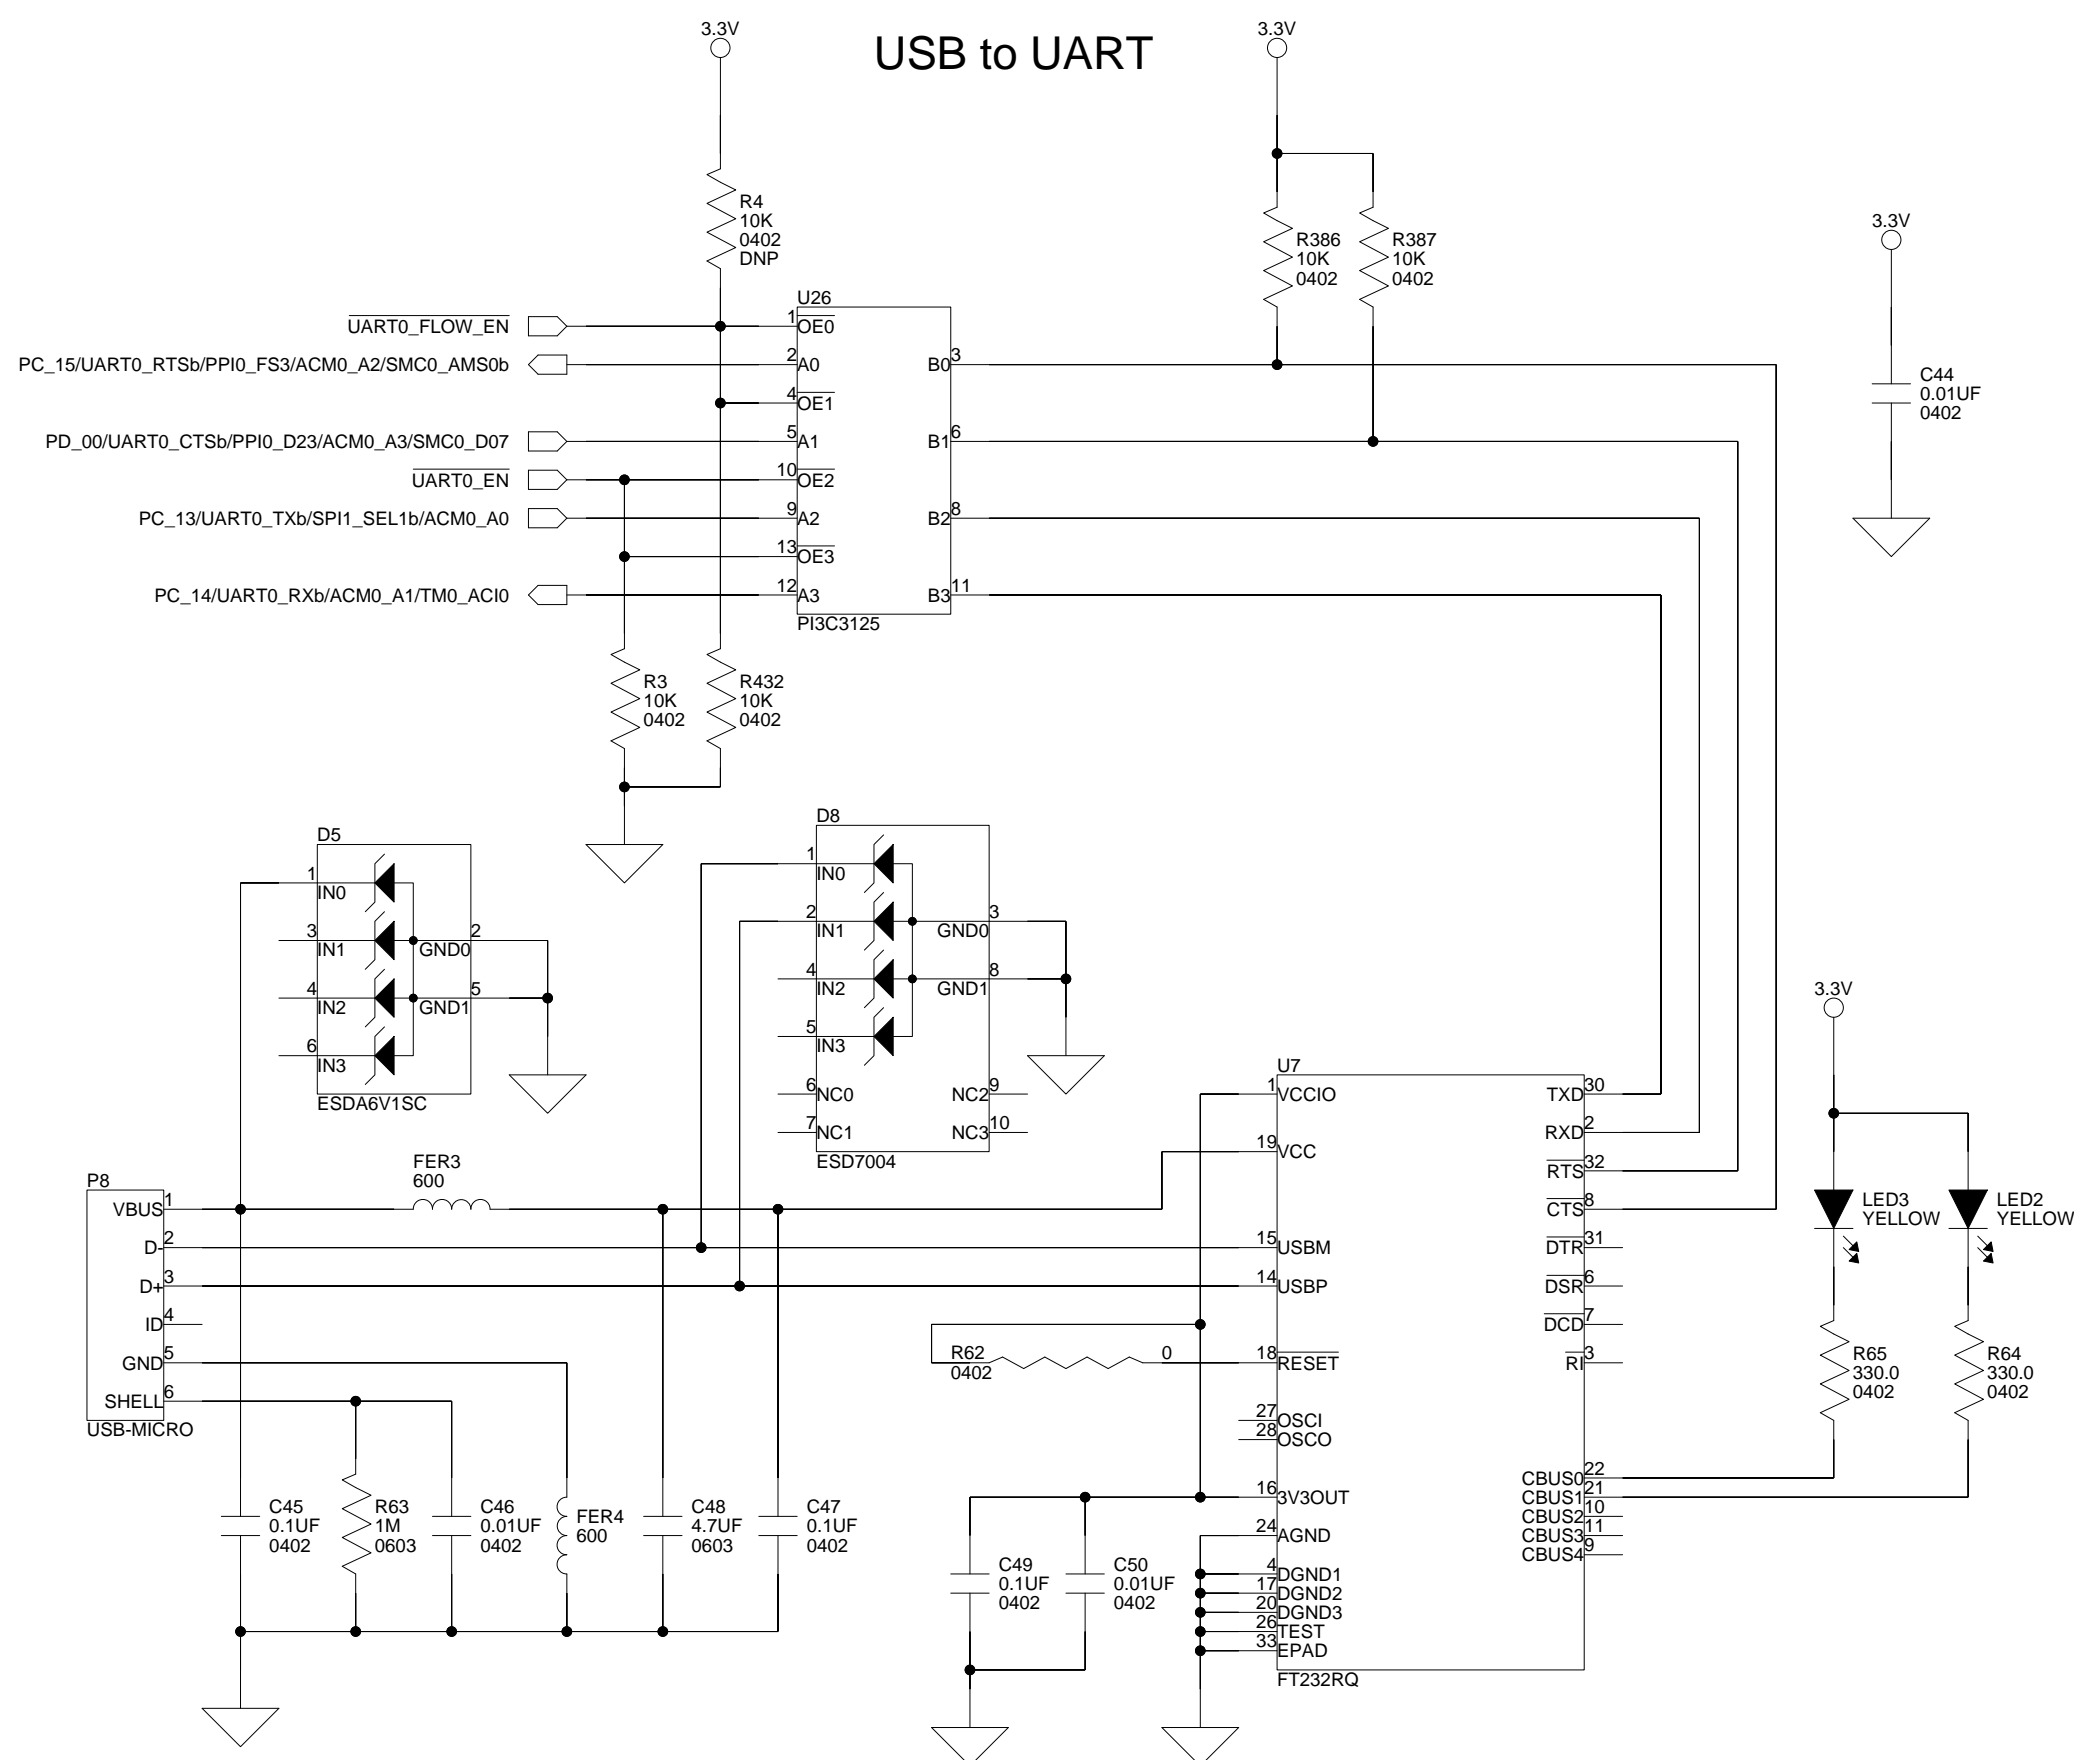 USB to UART
3.3V
3.3V
R4
10K
0402
DNP
R386
10K
0402
R387
10K
0402
3.3V
C44
0.01UF
0402
U26
UART0_FLOW_EN
1
OE0
PC_15/UART0_RTSb/PPI0_FS3/ACM0_A2/SMC0_AMS0b
2
A0
B0
3
4
OE1
PD_00/UART0_CTSb/PPI0_D23/ACM0_A3/SMC0_D07
5
A1
B1
6
UART0_EN
10
OE2
PC_13/UART0_TXb/SPI1_SEL1b/ACM0_A0
9
A2
B2
8
13
OE3
PC_14/UART0_RXb/ACM0_A1/TM0_ACI0
12
A3
B3
11
PI3C3125
R3
10K
0402
R432
10K
0402
D5
1
IN0
3
IN1
GND0
2
4
IN2
GND1
5
6
IN3
ESDA6V1SC
D8
1
IN0
2
IN1
GND0
3
4
IN2
GND1
8
5
IN3
6
NC0
NC2
9
7
NC1
NC3
10
ESD7004
3.3V
LED3
YELLOW
LED2
YELLOW
R65
330.0
0402
R64
330.0
0402
P8
VBUS
1
D-
2
D+
3
ID
4
GND
5
SHELL
6
USB-MICRO
FER3
600
C45
0.1UF
0402
R63
1M
0603
C46
0.01UF
0402
FER4
600
C48
4.7UF
0603
C47
0.1UF
0402
R62
0402
0
C49
0.1UF
0402
C50
0.01UF
0402
U7
1
VCCIO
TXD
30
RXD
2
19
VCC
RTS
32
CTS
8
15
USBM
DTR
31
14
USBP
DSR
6
DCD
7
18
RESET
RI
3
27
OSCI
28
OSCO
CBUS0
22
16
3V3OUT
CBUS1
21
CBUS2
10
24
AGND
CBUS3
11
CBUS4
9
4
DGND1
17
DGND2
20
DGND3
26
TEST
33
EPAD
FT232RQ